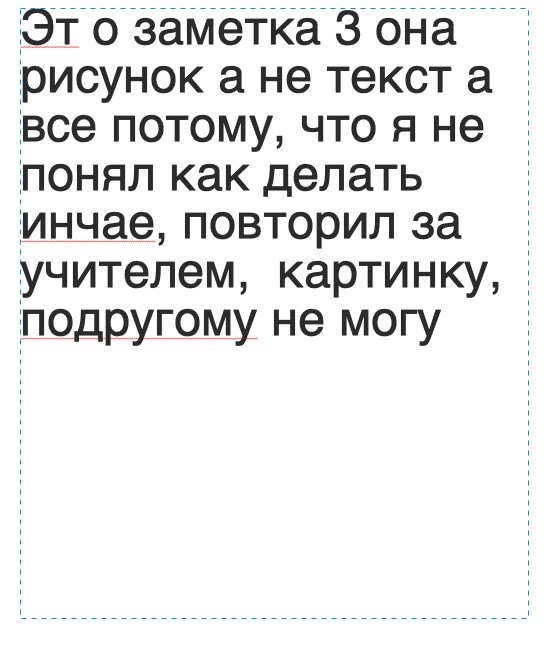 Эт о заметка 3 она
рисунок а не текст а
все потому, что я не
понял как делать
инчае, повторил за
учителем,  картинку,
подругому не могу